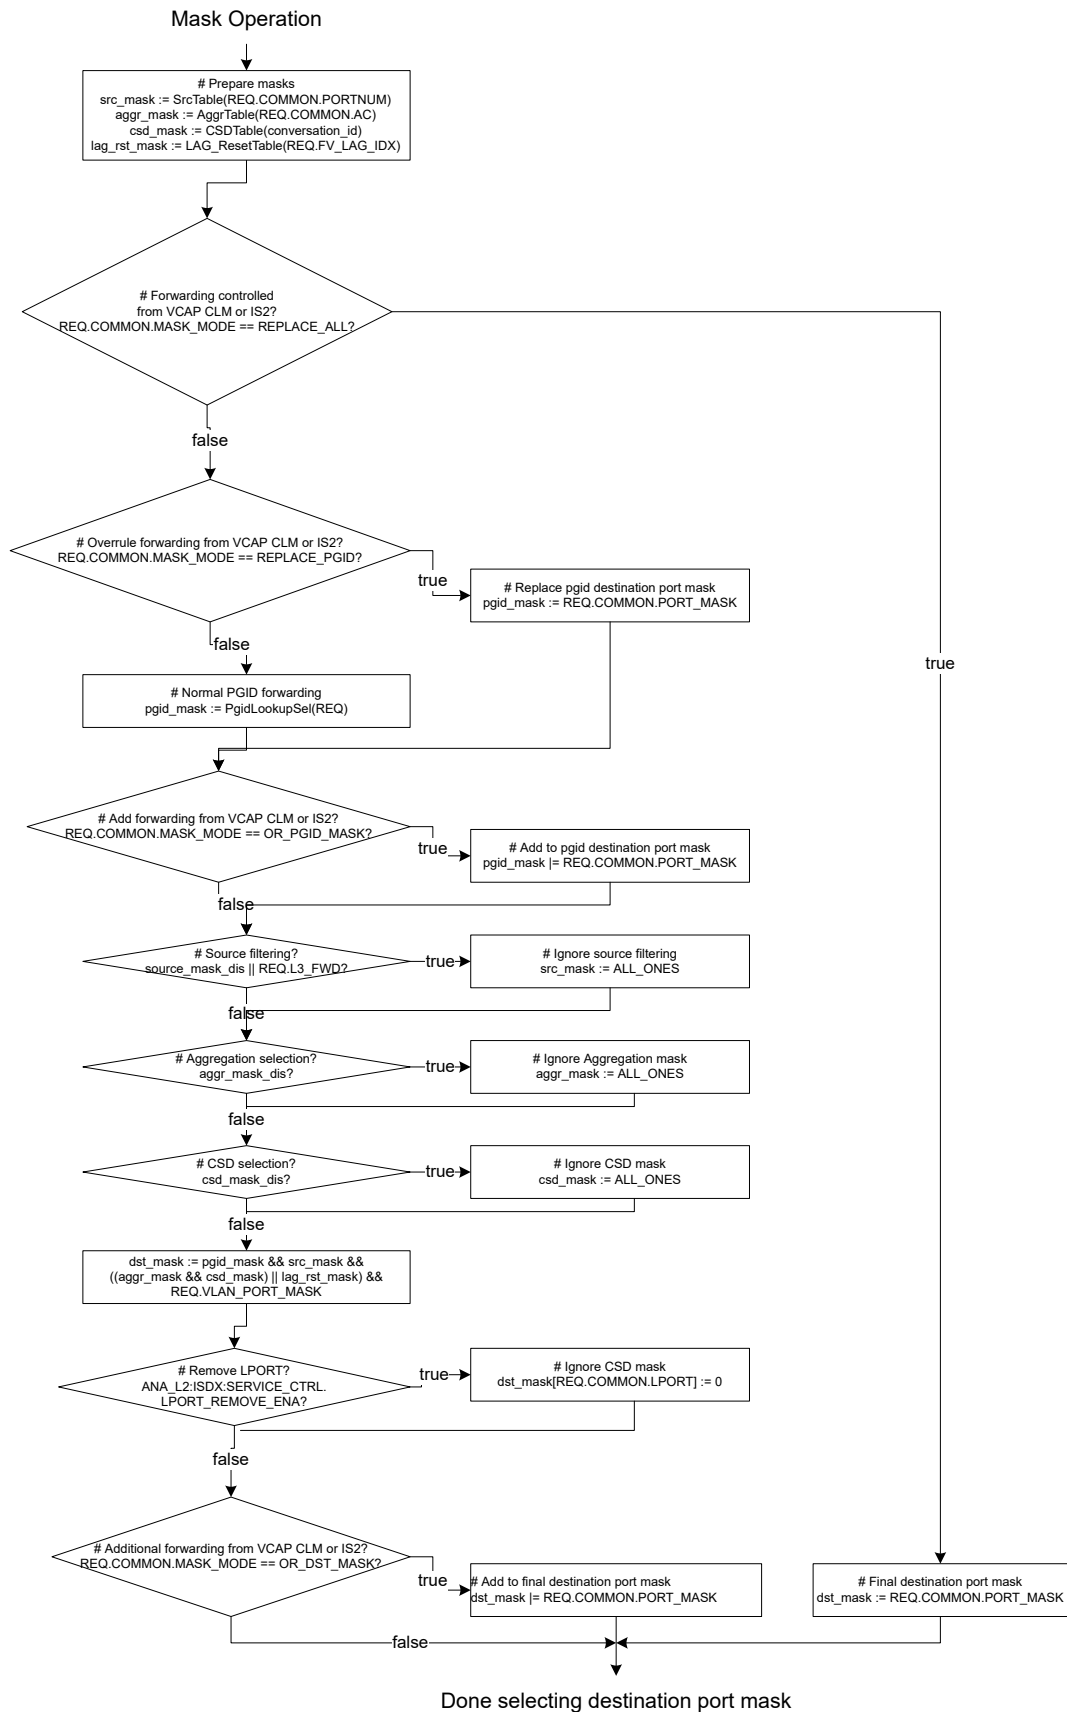 Mask Operation
# Prepare masks
src_mask := SrcTable(REQ.COMMON.PORTNUM)
aggr_mask := AggrTable(REQ.COMMON.AC)
csd_mask := CSDTable(conversation_id)
lag_rst_mask := LAG_ResetTable(REQ.FV_LAG_IDX)
# Forwarding controlled
from VCAP CLM or IS2?
REQ.COMMON.MASK_MODE == REPLACE_ALL?
false
# Overrule forwarding from VCAP CLM or IS2?
REQ.COMMON.MASK_MODE == REPLACE_PGID?
true
# Replace pgid destination port mask
pgid_mask := REQ.COMMON.PORT_MASK
false
true
# Normal PGID forwarding
pgid_mask := PgidLookupSel(REQ)
# Add forwarding from VCAP CLM or IS2?
REQ.COMMON.MASK_MODE == OR_PGID_MASK?
true
# Add to pgid destination port mask
pgid_mask |= REQ.COMMON.PORT_MASK
false
# Source filtering?
source_mask_dis || REQ.L3_FWD?
true
# Ignore source filtering
src_mask := ALL_ONES
false
# Aggregation selection?
aggr_mask_dis?
true
# Ignore Aggregation mask
aggr_mask := ALL_ONES
false
# CSD selection?
csd_mask_dis?
true
# Ignore CSD mask
csd_mask := ALL_ONES
false
dst_mask := pgid_mask && src_mask &&
((aggr_mask && csd_mask) || lag_rst_mask) &&
REQ.VLAN_PORT_MASK
# Remove LPORT?
ANA_L2:ISDX:SERVICE_CTRL.
LPORT_REMOVE_ENA?
true
# Ignore CSD mask
dst_mask[REQ.COMMON.LPORT] := 0
false
# Additional forwarding from VCAP CLM or IS2?
REQ.COMMON.MASK_MODE == OR_DST_MASK?
true
# Add to final destination port mask
dst_mask |= REQ.COMMON.PORT_MASK
# Final destination port mask
dst_mask := REQ.COMMON.PORT_MASK
false
Done selecting destination port mask